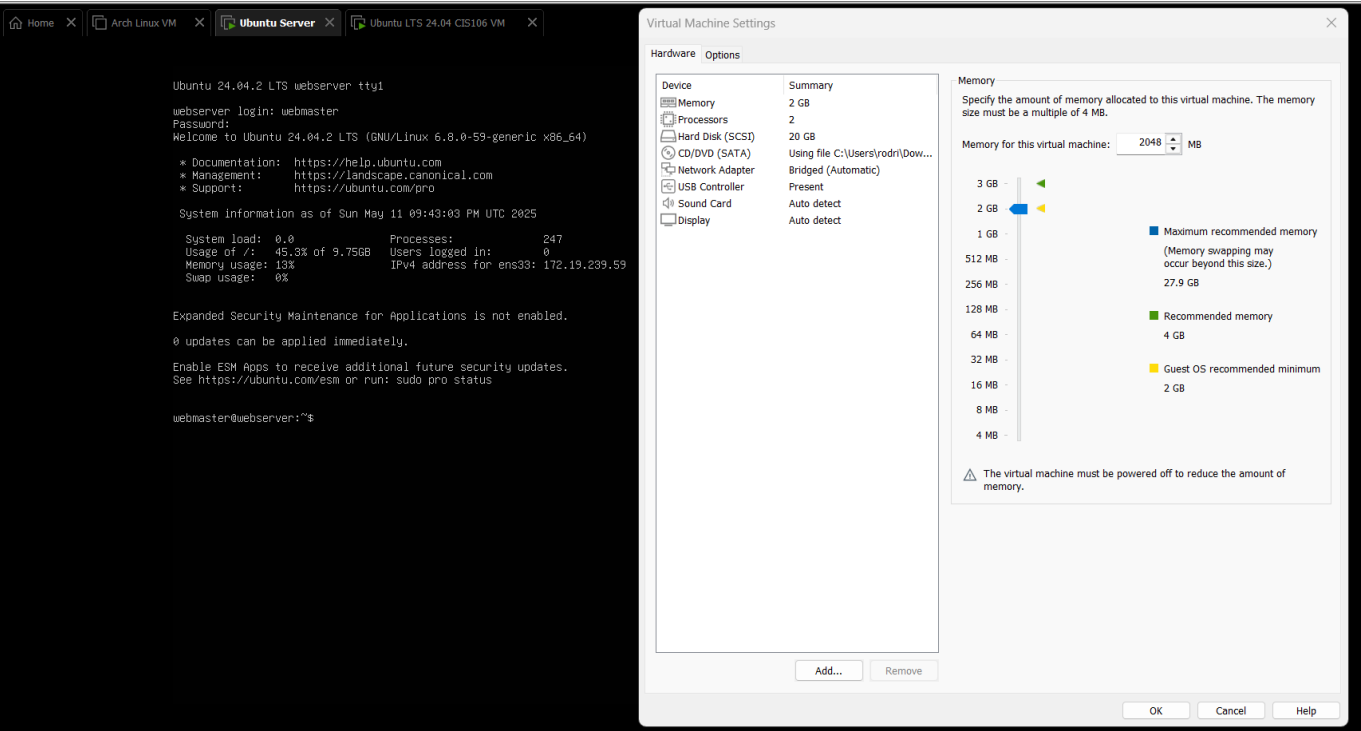 Home
Arch Linux VM
Ubuntu Server
Ubuntu LTS 24.04 CIS106 VM
Ubuntu 24.04.2 LTS webserver tty1
webserver login: webmaster
Password:
Welcome to Ubuntu 24.04.2 LTS (GNU/Linux 6.8.0-59-generic x86_64)
* Documentation: https://help.ubuntu.com
* Management: https://landscape.canonical.com
* Support: https://ubuntu.com/pro
System information as of Sun May 11 09:43:03 PM UTC 2025
System load: 0.0 Processes: 247
Usage of /: 45.3% of 9.75GB Users logged in: 0
Memory usage: 13% IPv4 address for ens33: 172.19.239.59
Swap usage: 0%
Expanded Security Maintenance for Applications is not enabled.
0 updates can be applied immediately.
Enable ESM Apps to receive additional future security updates.
See https://ubuntu.com/esm or run: sudo pro status
webmaster@webserver:~$
Virtual Machine Settings
Hardware Options
Device Summary
Memory 2 GB
Processors 2
Hard Disk (SCSI) 20 GB
CD/DVD (SATA) Using file C:\Users\rodri\Dow...
Network Adapter Bridged (Automatic)
USB Controller Present
Sound Card Auto detect
Display Auto detect
Add... Remove
Memory
Specify the amount of memory allocated to this virtual machine. The memory
size must be a multiple of 4 MB.
Memory for this virtual machine: 2048 MB
3 GB
2 GB
1 GB
512 MB
256 MB
128 MB
64 MB
32 MB
16 MB
8 MB
4 MB
Maximum recommended memory
(Memory swapping may
occur beyond this size.)
27.9 GB
Recommended memory
4 GB
Guest OS recommended minimum
2 GB
The virtual machine must be powered off to reduce the amount of
memory.
OK Cancel Help